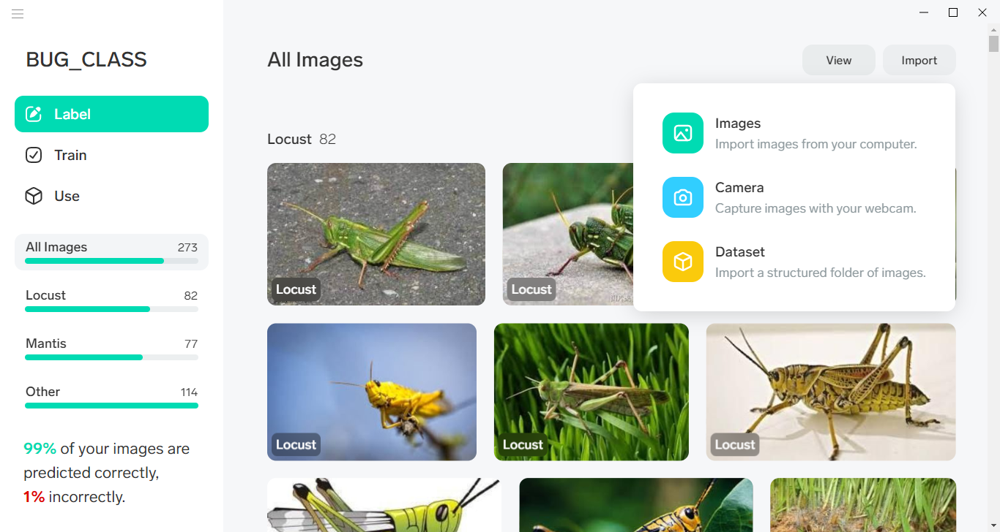 BUG_CLASS
Label
Train
Use
All Images 273
Locust 82
Mantis 77
Other 114
99% of your images are
predicted correctly,
1% incorrectly.
All Images
View
Import
Images
Import images from your computer.
Camera
Capture images with your webcam.
Dataset
Import a structured folder of images.
Locust 82
Locust
Locust
Locust
Locust
Locust